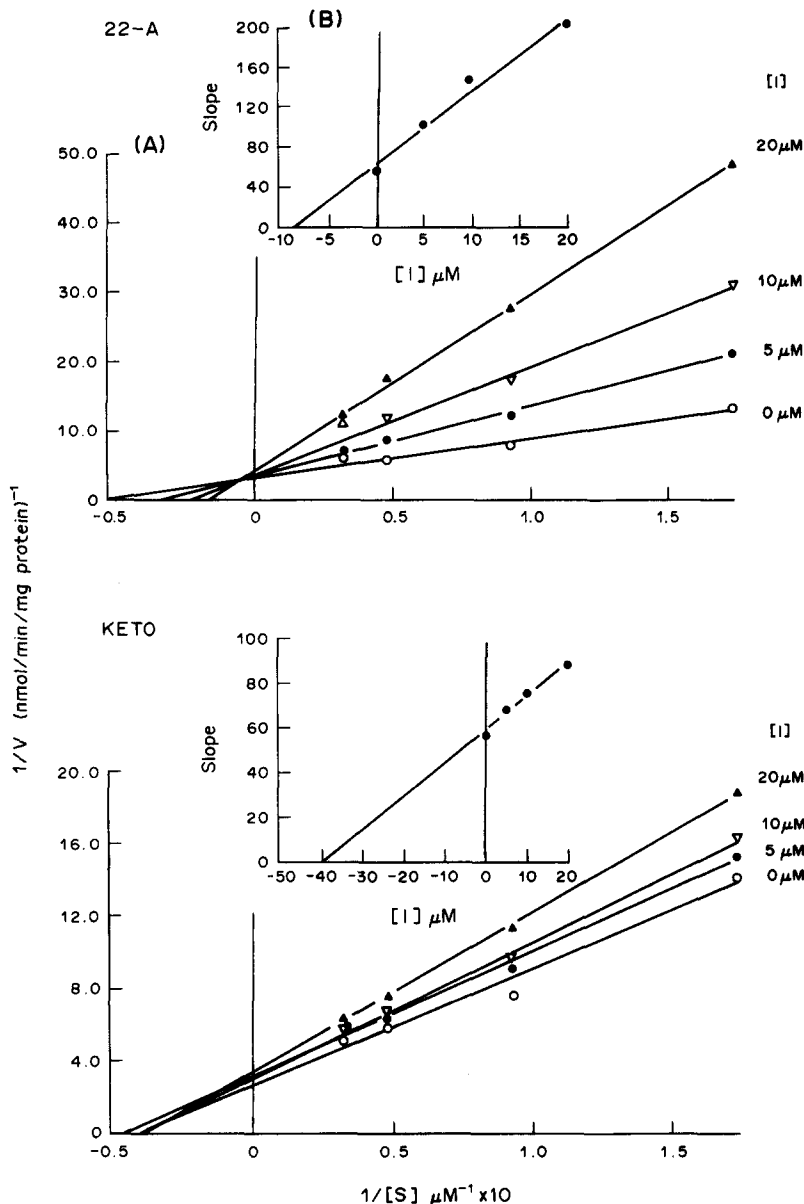 22-A
(B)
200
160
120
80
40
0
Slope
-10
-5
0
5
10
15
20
[I] μM
[I]
(A)
50.0
40.0
30.0
20.0
10.0
0
20μM
10μM
5 μM
0 μM
-0.5
0
0.5
1.0
1.5
1/V (nmol/min/mg protein)⁻¹
KETO
100
80
60
40
20
0
Slope
-50
-40
-30
-20
-10
0
10
20
[I] μM
[I]
20.0
16.0
12.0
8.0
4.0
0
20μM
10μM
5 μM
0 μM
-0.5
0
0.5
1.0
1.5
1/[S] μM⁻¹ x10